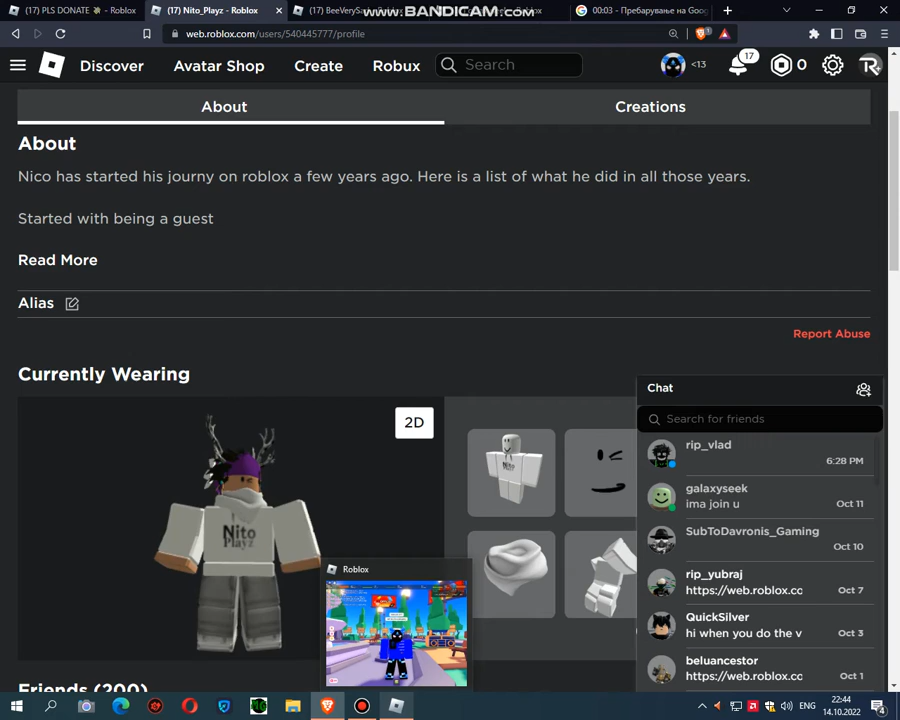 (17) PLS DONATE - Roblox
(17) Nito_Playz - Roblox
(17) BeeVerySa
www.BANDICAM.com
00:03 - Пребарување на Goog
web.roblox.com/users/540445777/profile
Discover
Avatar Shop
Create
Robux
Search
<13
17
0
About
Creations
About
Nico has started his journy on roblox a few years ago. Here is a list of what he did in all those years.
Started with being a guest
Read More
Alias
Report Abuse
Currently Wearing
2D
Nito
Playz
Chat
Search for friends
rip_vlad
6:28 PM
galaxyseek
ima join u
Oct 11
SubToDavronis_Gaming
Oct 10
rip_yubraj
https://web.roblox.cc
Oct 7
QuickSilver
hi when you do the v
Oct 3
beluancestor
https://web.roblox.cc
Oct 1
Roblox
Friends (200)
ENG
22:44
14.10.2022
4